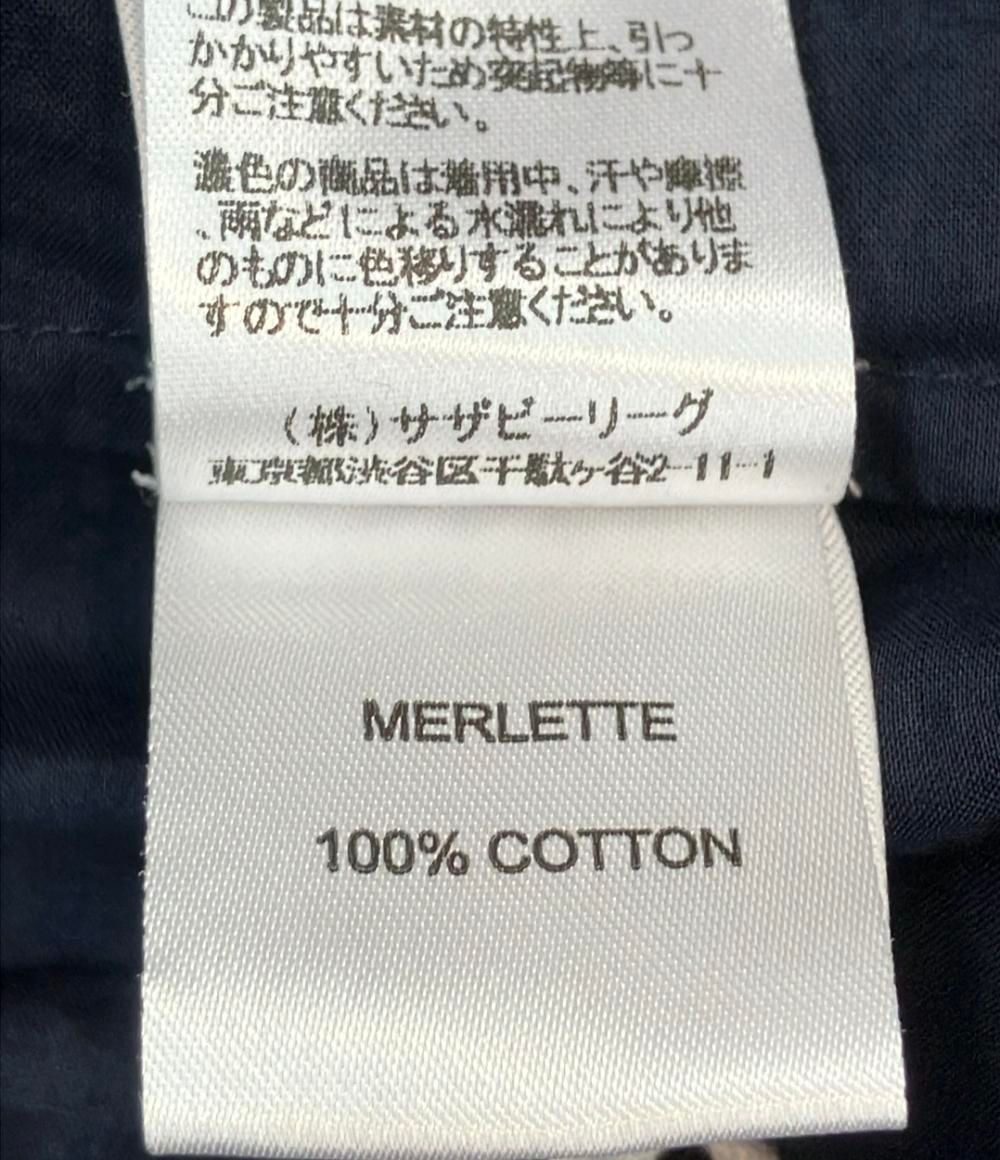 この製品は素材の特性上、引っ
かかりやすいため突起物等に十
分ご注意ください。
濃色の商品は着用中、汗や摩擦
、雨などによる水濡れにより他
のものに色移りすることがありま
すので十分ご注意ください。
(株)サザビーリーグ
東京都渋谷区千駄ヶ谷2-11-1
MERLETTE
100% COTTON